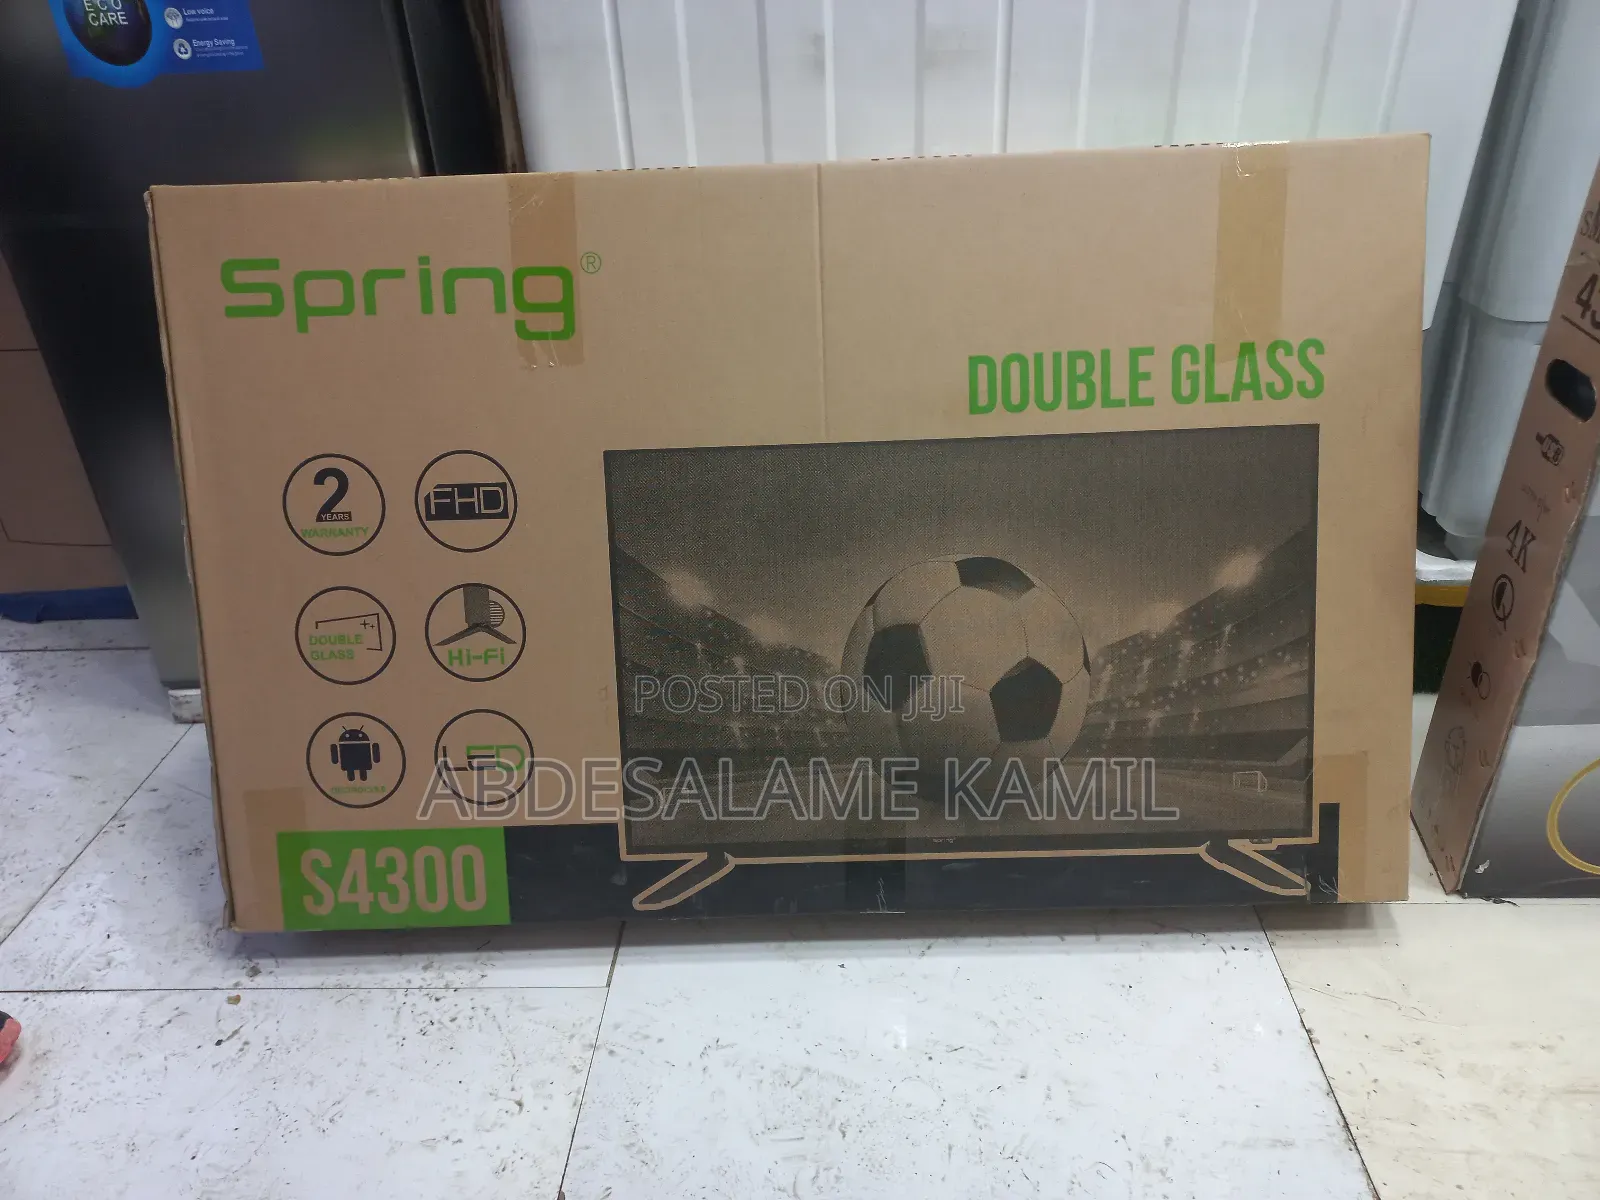 ECO
CARE
Low voice
Energy Saving
Spring®
DOUBLE GLASS
2
YEARS
WARRANTY
FHD
DOUBLE
GLASS
Hi-Fi
LED
S4300
4K
POSTED ON JIJI
ABDESALAME KAMIL